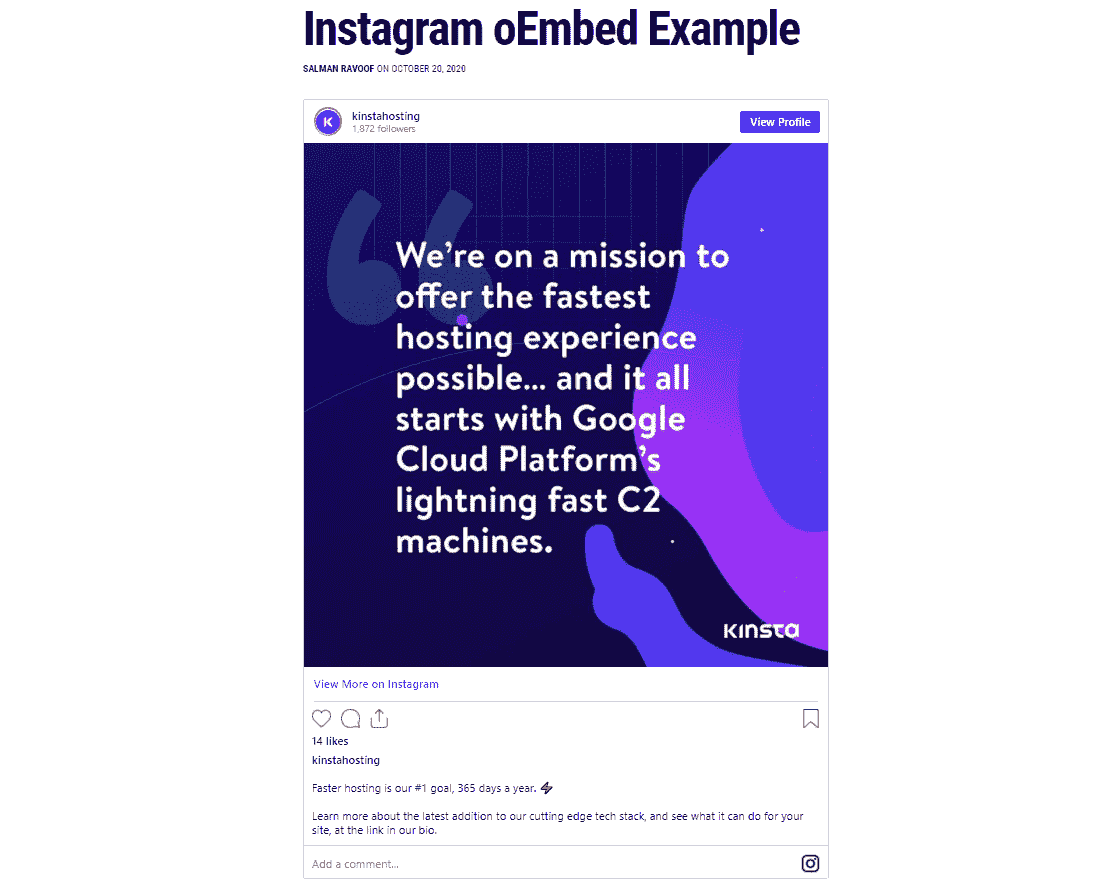 Instagram oEmbed Example
SALMAN RAVOOF ON OCTOBER 20, 2020
K
kinstahosting
1,872 followers
View Profile
“
We’re on a mission to
offer the fastest
hosting experience
possible... and it all
starts with Google
Cloud Platform’s
lightning fast C2
machines.
KINSTA
View More on Instagram
14 likes
kinstahosting
Faster hosting is our #1 goal, 365 days a year. ⚡
Learn more about the latest addition to our cutting edge tech stack, and see what it can do for your
site, at the link in our bio.
Add a comment...